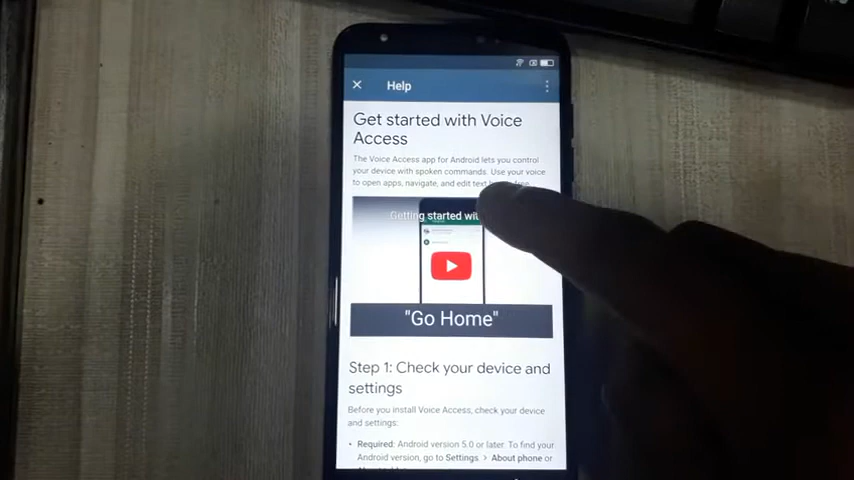 Help
Get started with Voice
Access
The Voice Access app for Android lets you control
your device with spoken commands. Use your voice
to open apps, navigate, and edit text
Getting started
"Go Home"
Step 1: Check your device and
settings
Before you install Voice Access, check your device
and settings:
• Required: Android version 5.0 or later. To find your
Android version, go to Settings > About phone or